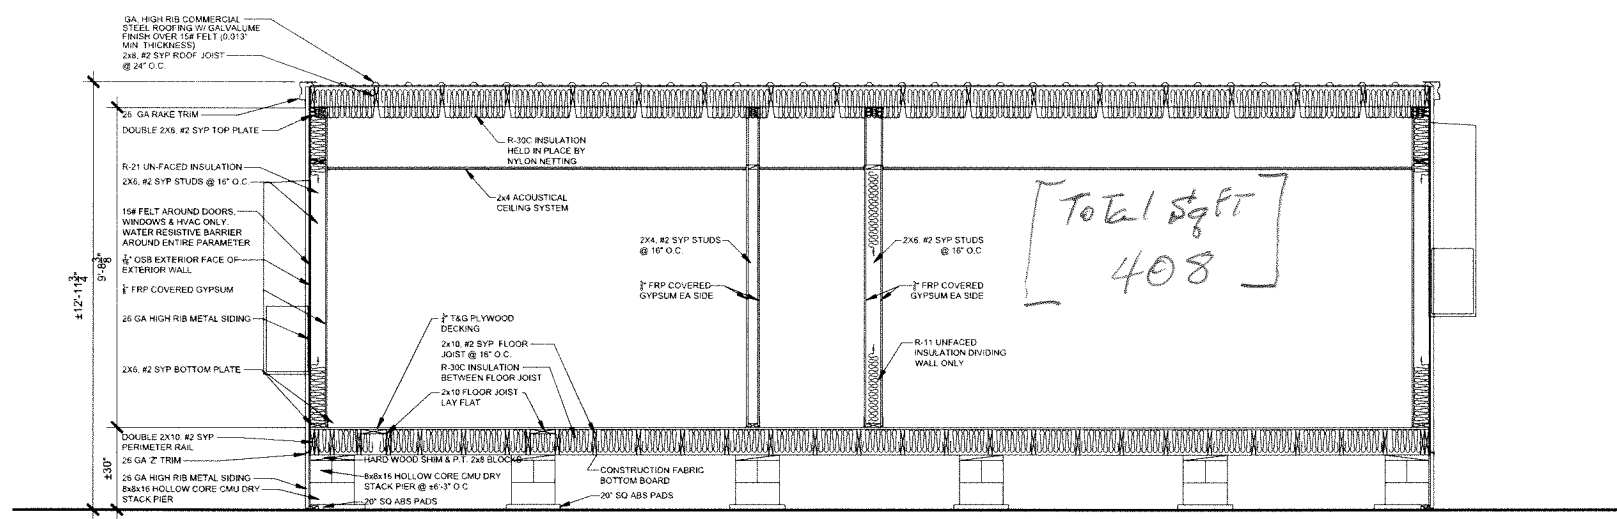 GA, HIGH RIB COMMERCIAL
STEEL ROOFING W/ GALVALUME
FINISH OVER 15# FELT (0.013"
MIN. THICKNESS)
2x8, #2 SYP ROOF JOIST
@ 24" O.C.
26 GA RAKE TRIM
DOUBLE 2X6, #2 SYP TOP PLATE
R-30C INSULATION
HELD IN PLACE BY
NYLON NETTING
R-21 UN-FACED INSULATION
2X6, #2 SYP STUDS @ 16" O.C.
2x4 ACOUSTICAL
CEILING SYSTEM
15# FELT AROUND DOORS,
WINDOWS & HVAC ONLY.
WATER RESISTIVE BARRIER
AROUND ENTIRE PARAMETER
OSB EXTERIOR FACE OF
EXTERIOR WALL
FRP COVERED GYPSUM
26 GA HIGH RIB METAL SIDING
2X6, #2 SYP BOTTOM PLATE
±12'-11 3/4"
9'-8 3/8"
±30"
2X4, #2 SYP STUDS
@ 16" O.C.
FRP COVERED
GYPSUM EA SIDE
2X6, #2 SYP STUDS
@ 16" O.C.
FRP COVERED
GYPSUM EA SIDE
[ToTal SqFT
408]
T&G PLYWOOD
DECKING
2x10, #2 SYP FLOOR
JOIST @ 16" O.C.
R-30C INSULATION
BETWEEN FLOOR JOIST
2x10 FLOOR JOIST
LAY FLAT
R-11 UNFACED
INSULATION DIVIDING
WALL ONLY
DOUBLE 2X10, #2 SYP
PERIMETER RAIL
26 GA 'Z' TRIM
26 GA HIGH RIB METAL SIDING
8x8x16 HOLLOW CORE CMU DRY
STACK PIER
HARD WOOD SHIM & P.T. 2x8 BLOCKS
8x8x16 HOLLOW CORE CMU DRY
STACK PIER @ ±6'-3" O.C
20" SQ ABS PADS
CONSTRUCTION FABRIC
BOTTOM BOARD
20" SQ ABS PADS